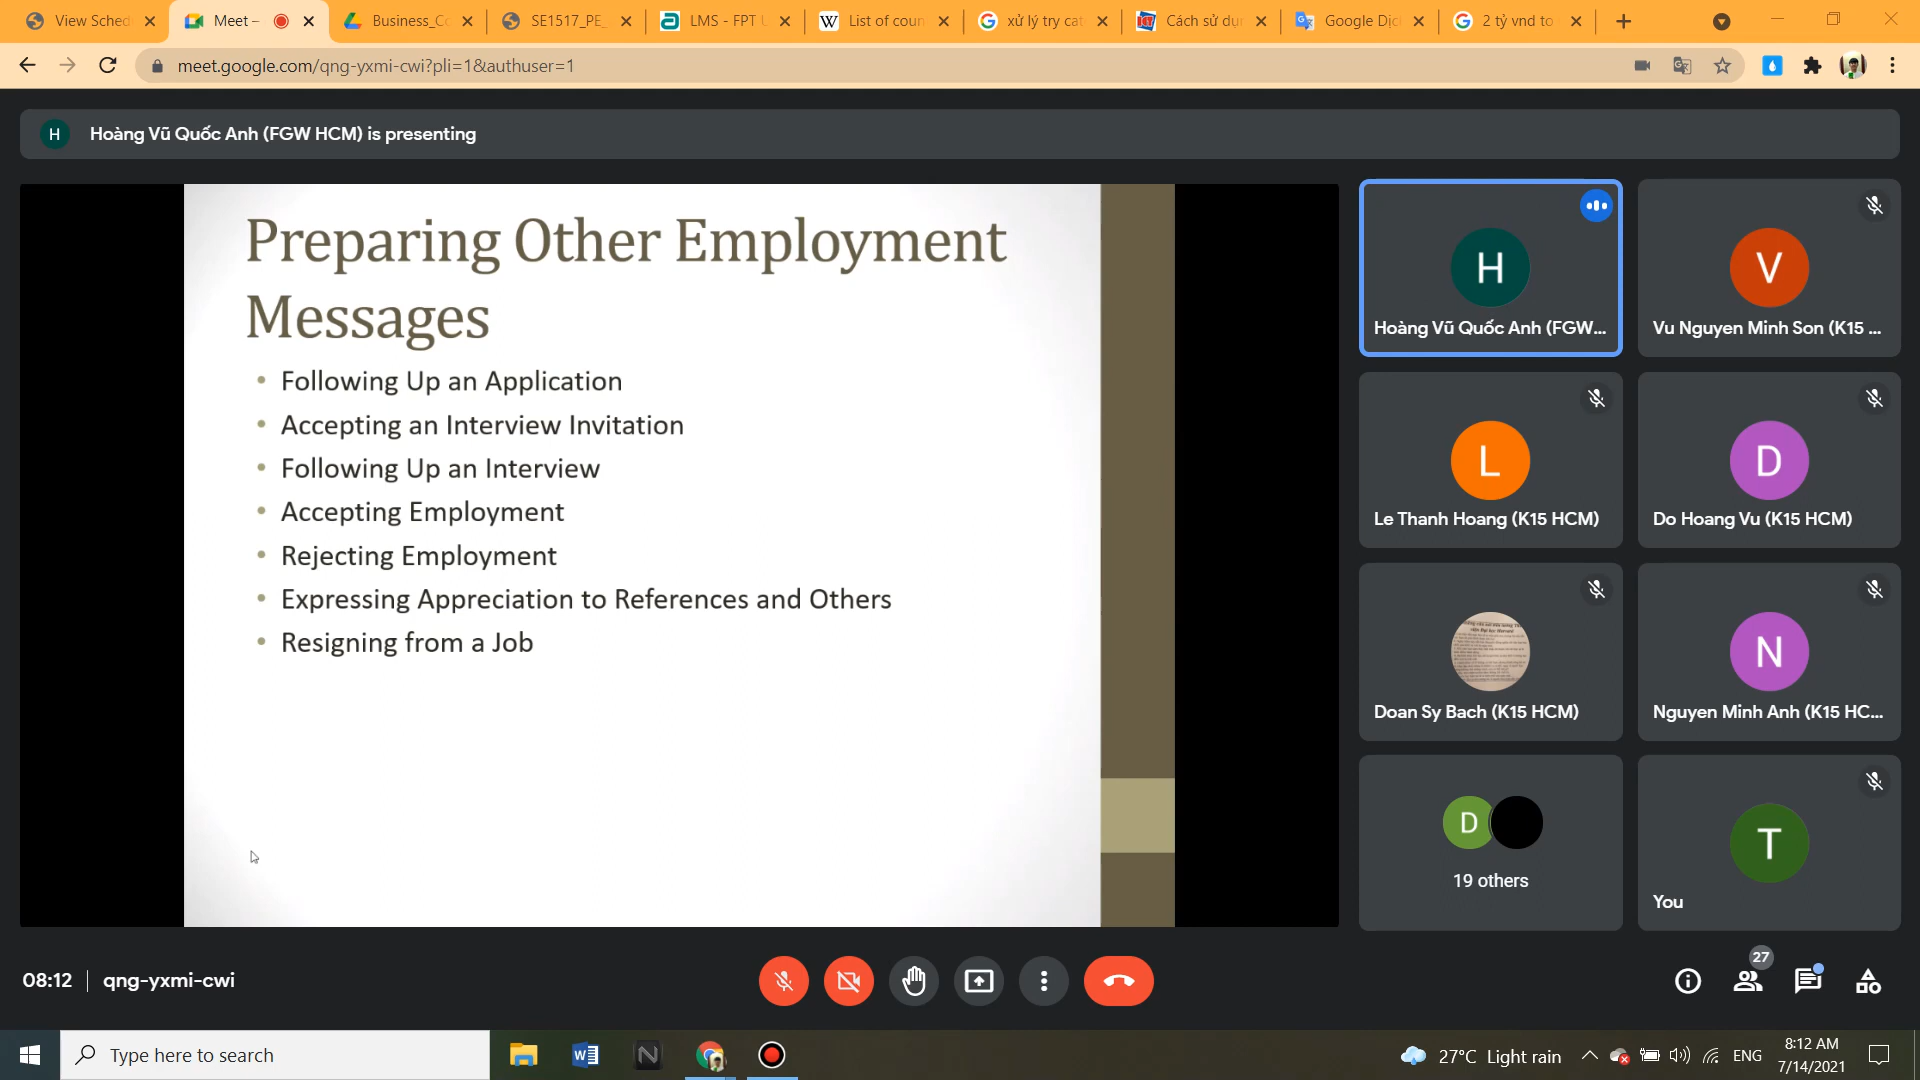 View Sched
Meet –
Business_Co
SE1517_PE_
LMS - FPT U
List of coun
xử lý try cat
Cách sử dụn
Google Dịc
2 tỷ vnd to
meet.google.com/qng-yxmi-cwi?pli=1&authuser=1
H
Hoàng Vũ Quốc Anh (FGW HCM) is presenting
Preparing Other Employment
Messages
• Following Up an Application
• Accepting an Interview Invitation
• Following Up an Interview
• Accepting Employment
• Rejecting Employment
• Expressing Appreciation to References and Others
• Resigning from a Job
H
Hoàng Vũ Quốc Anh (FGW...
V
Vu Nguyen Minh Son (K15 ...
L
Le Thanh Hoang (K15 HCM)
D
Do Hoang Vu (K15 HCM)
Doan Sy Bach (K15 HCM)
N
Nguyen Minh Anh (K15 HC...
D
19 others
T
You
08:12
qng-yxmi-cwi
27
Type here to search
27°C Light rain
ENG
8:12 AM
7/14/2021